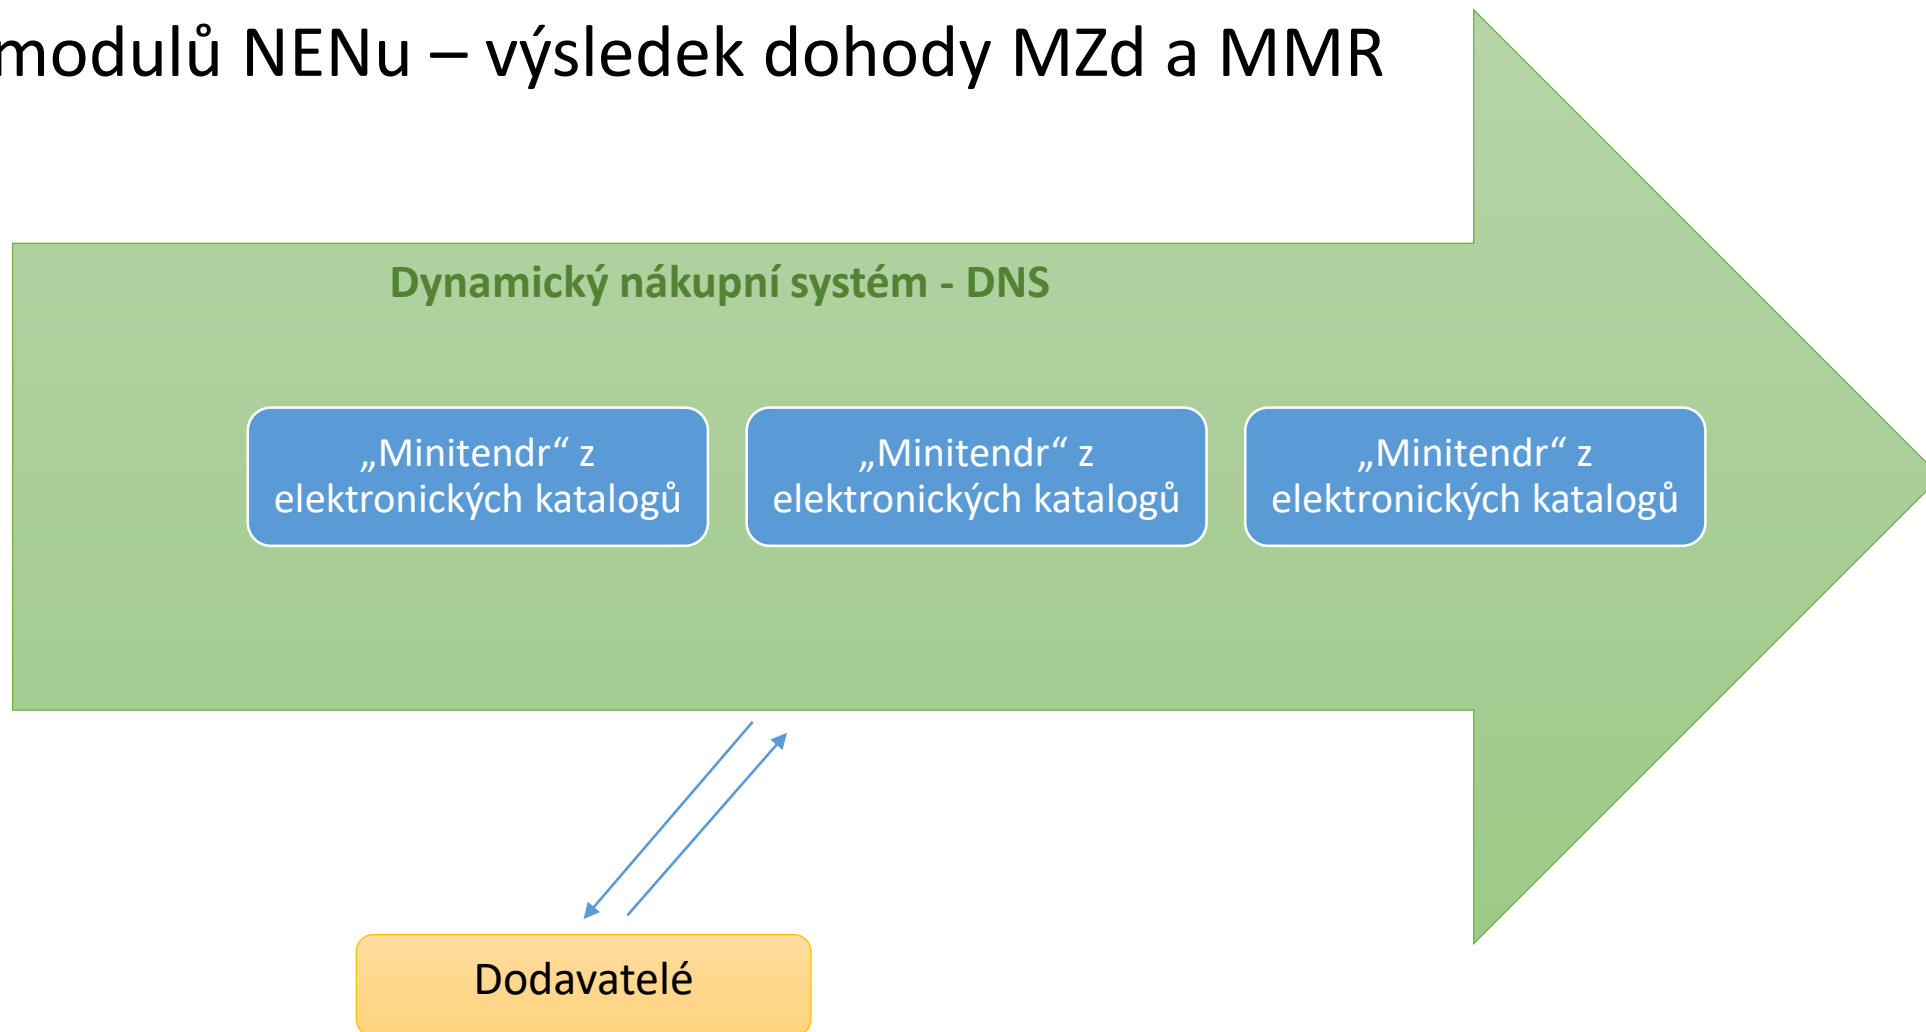 modulů NENu – výsledek dohody MZd a MMR
Dynamický nákupní systém - DNS
„Minitendr“ z
elektronických katalogů
„Minitendr“ z
elektronických katalogů
„Minitendr“ z
elektronických katalogů
Dodavatelé